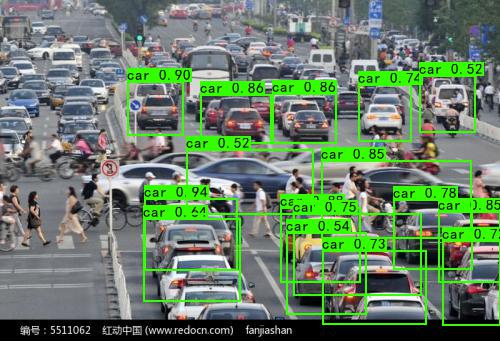 car 0.90
car 0.86
car 0.86
car 0.74
car 0.52
car 0.52
car 0.85
car 0.94
car 0.64
car 0.75
car 0.54
car 0.73
car 0.78
car 0.85
编号：5511062 红动中国 (www.redocn.com) fanjiashan